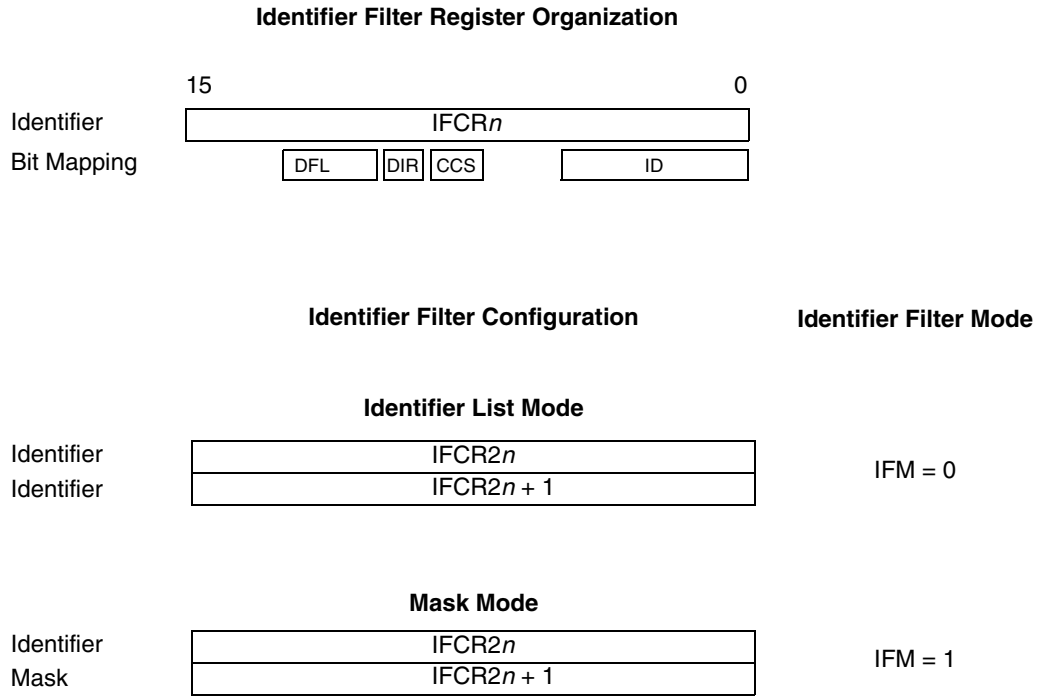 Identifier Filter Register Organization
15 0
Identifier IFCRn
Bit Mapping DFL DIR CCS ID
Identifier Filter Configuration Identifier Filter Mode
Identifier List Mode
Identifier IFCR2n
Identifier IFCR2n + 1
IFM = 0
Mask Mode
Identifier IFCR2n
Mask IFCR2n + 1
IFM = 1